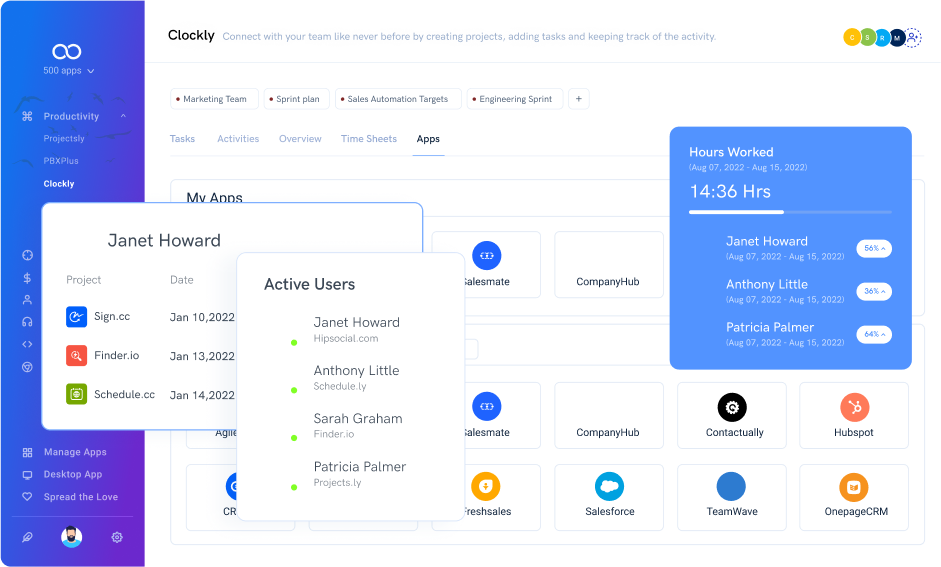 500 apps
Productivity
Projectsly
PBXPlus
Clockly
Manage Apps
Desktop App
Spread the Love
Clockly Connect with your team like never before by creating projects, adding tasks and keeping track of the activity.
C S R M
Marketing Team Sprint plan Sales Automation Targets Engineering Sprint +
Tasks Activities Overview Time Sheets Apps
My Apps
Salesmate CompanyHub
Janet Howard
Project Date
Sign.cc Jan 10,2022
Finder.io Jan 13,2022
Schedule.cc Jan 14,2022
Active Users
Janet Howard
Hipsocial.com
Anthony Little
Schedule.ly
Sarah Graham
Finder.io
Patricia Palmer
Projects.ly
Hours Worked
(Aug 07, 2022 - Aug 15, 2022)
14:36 Hrs
Janet Howard
(Aug 07, 2022 - Aug 15, 2022) 56%
Anthony Little
(Aug 07, 2022 - Aug 15, 2022) 36%
Patricia Palmer
(Aug 07, 2022 - Aug 15, 2022) 64%
Agile Salesmate CompanyHub Contactually Hubspot
CR Freshsales Salesforce TeamWave OnepageCRM